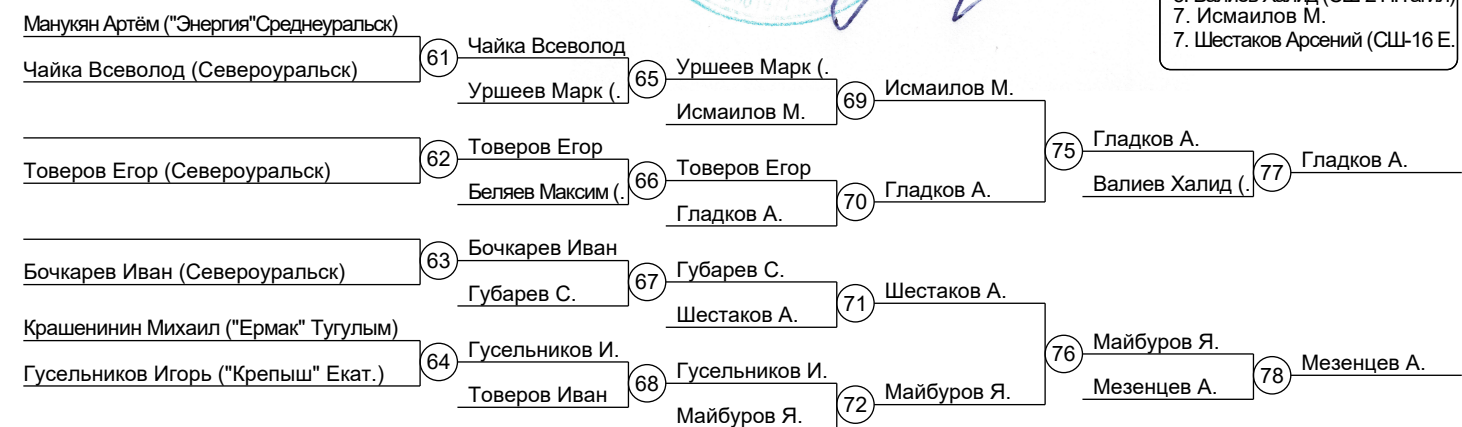 7. Исмаилов М.
7. Шестаков Арсений (СШ-16 Е.
Манукян Артём ("Энергия"Среднеуральск)
Чайка Всеволод (Североуральск)
61
Чайка Всеволод
Уршеев Марк (.
65
Уршеев Марк (.
Исмаилов М.
69
Исмаилов М.
Товеров Егор (Североуральск)
62
Товеров Егор
Беляев Максим (.
66
Товеров Егор
Гладков А.
70
Гладков А.
75
Гладков А.
Валиев Халид (.
77
Гладков А.
Бочкарев Иван (Североуральск)
63
Бочкарев Иван
Губарев С.
67
Губарев С.
Шестаков А.
71
Шестаков А.
Крашенинин Михаил ("Ермак" Тугулым)
Гусельников Игорь ("Крепыш" Екат.)
64
Гусельников И.
Товеров Иван
68
Гусельников И.
Майбуров Я.
72
Майбуров Я.
76
Майбуров Я.
Мезенцев А.
78
Мезенцев А.